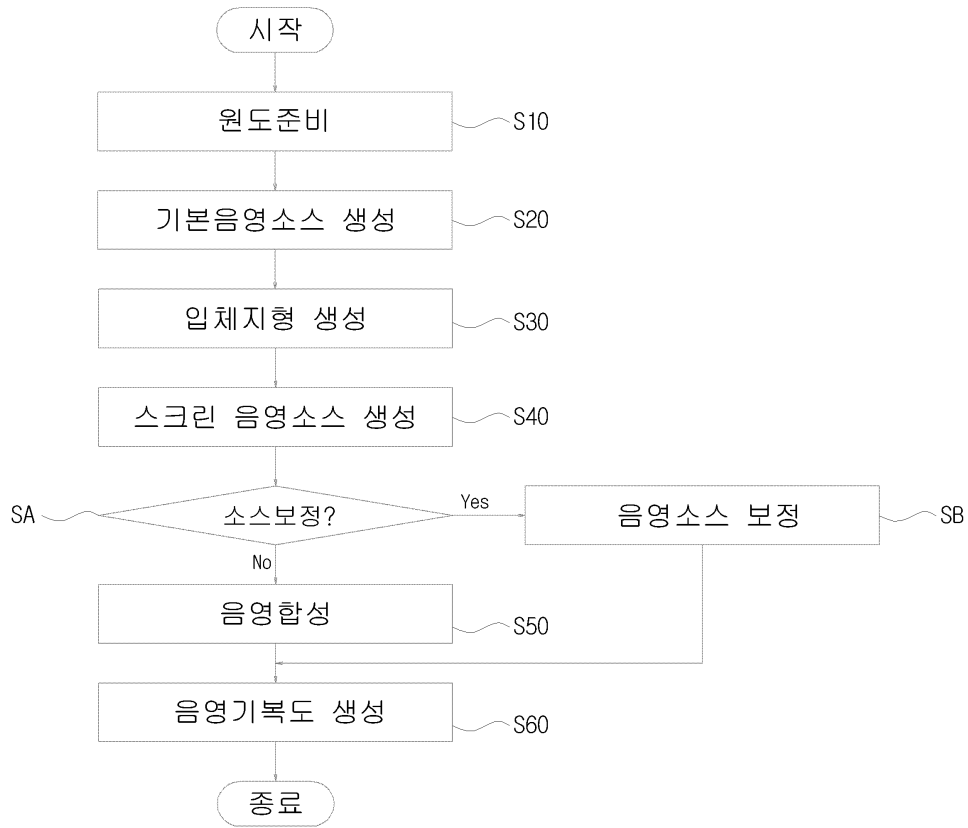 시작
원도준비
S10
기본음영소스 생성
S20
입체지형 생성
S30
스크린 음영소스 생성
S40
SA
소스보정?
Yes
음영소스 보정
SB
No
음영합성
S50
음영기복도 생성
S60
종료